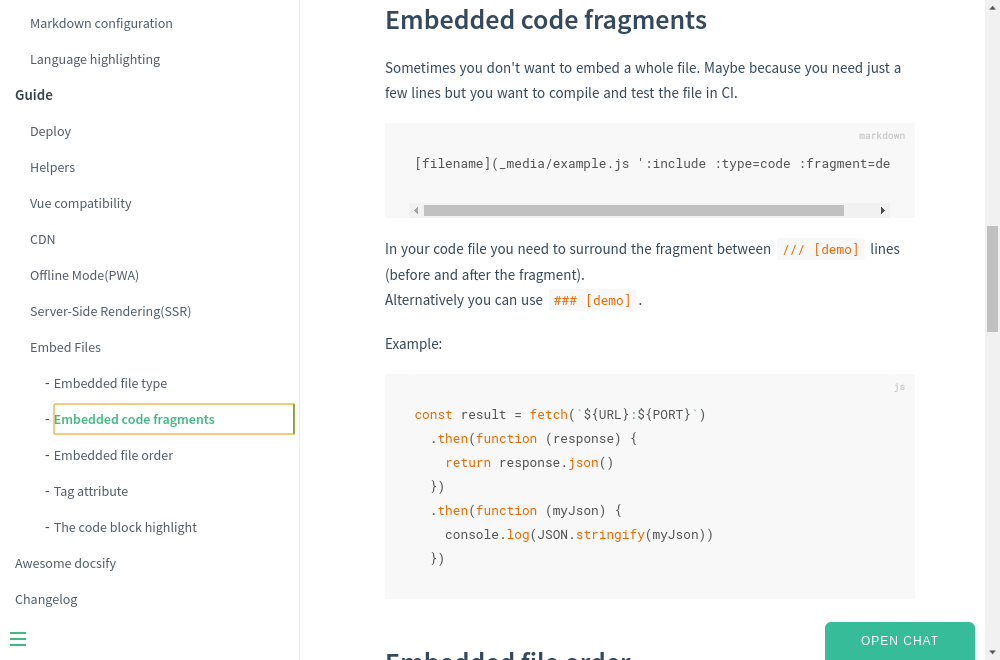 Markdown configuration
Language highlighting
Guide
Deploy
Helpers
Vue compatibility
CDN
Offline Mode(PWA)
Server-Side Rendering(SSR)
Embed Files
- Embedded file type
- Embedded code fragments
- Embedded file order
- Tag attribute
- The code block highlight
Awesome docsify
Changelog
Embedded code fragments
Sometimes you don't want to embed a whole file. Maybe because you need just a
few lines but you want to compile and test the file in CI.
markdown
[filename](_media/example.js ':include :type=code :fragment=de
In your code file you need to surround the fragment between /// [demo] lines
(before and after the fragment).
Alternatively you can use ### [demo] .
Example:
js
const result = fetch(`${URL}:${PORT}`)
  .then(function (response) {
    return response.json()
  })
  .then(function (myJson) {
    console.log(JSON.stringify(myJson))
  })
Embedded file order
OPEN CHAT